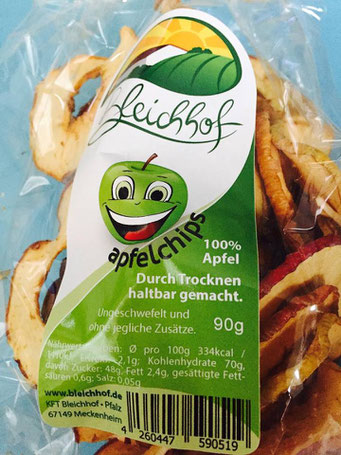 Bleichhof
apfelchips
100%
Apfel
Durch Trocknen
haltbar gemacht.
Ungeschwefelt und
ohne jegliche Zusätze.
90g
Ø pro 100g 334kcal /
2,1g; Kohlenhydrate 70g,
davon Zucker: 48g, Fett 2,4g, gesättigte Fett-
säuren 0,6g; Salz: 0,05g
www.bleichhof.de
KFT Bleichhof • Pfalz
67149 Meckenheim
4 260447 590519